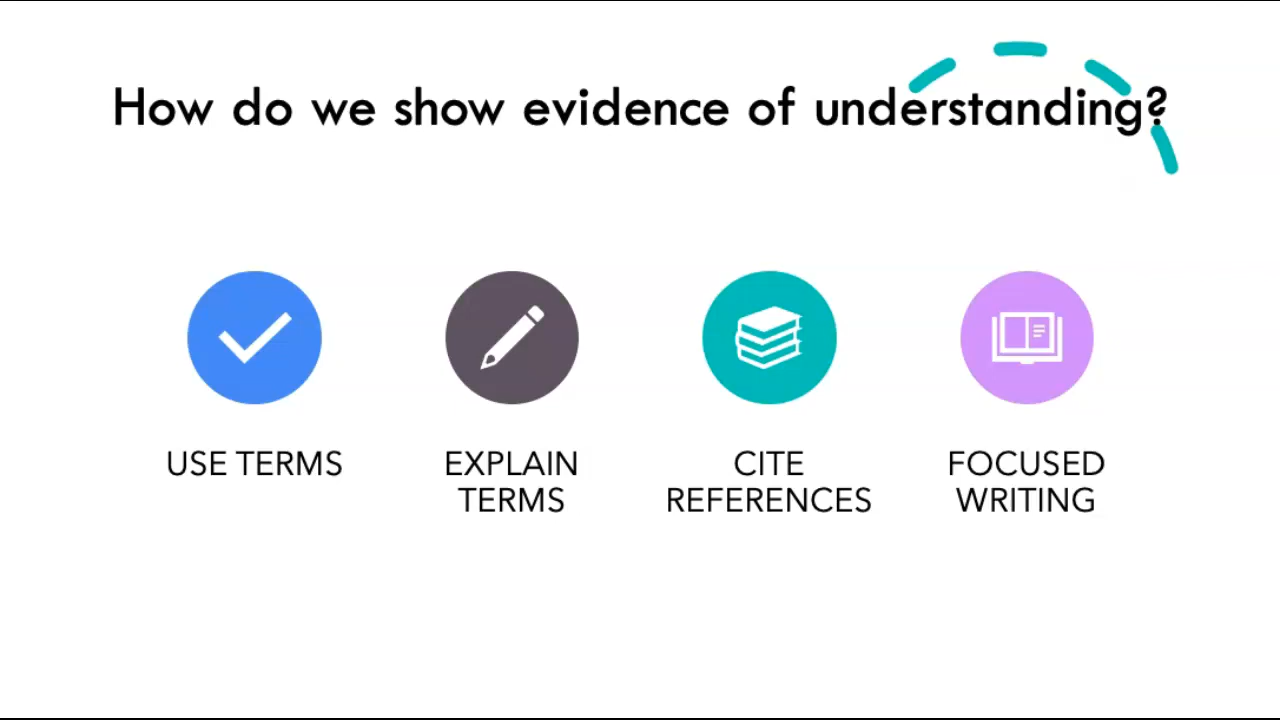 How do we show evidence of understanding?
USE TERMS
EXPLAIN
TERMS
CITE
REFERENCES
FOCUSED
WRITING